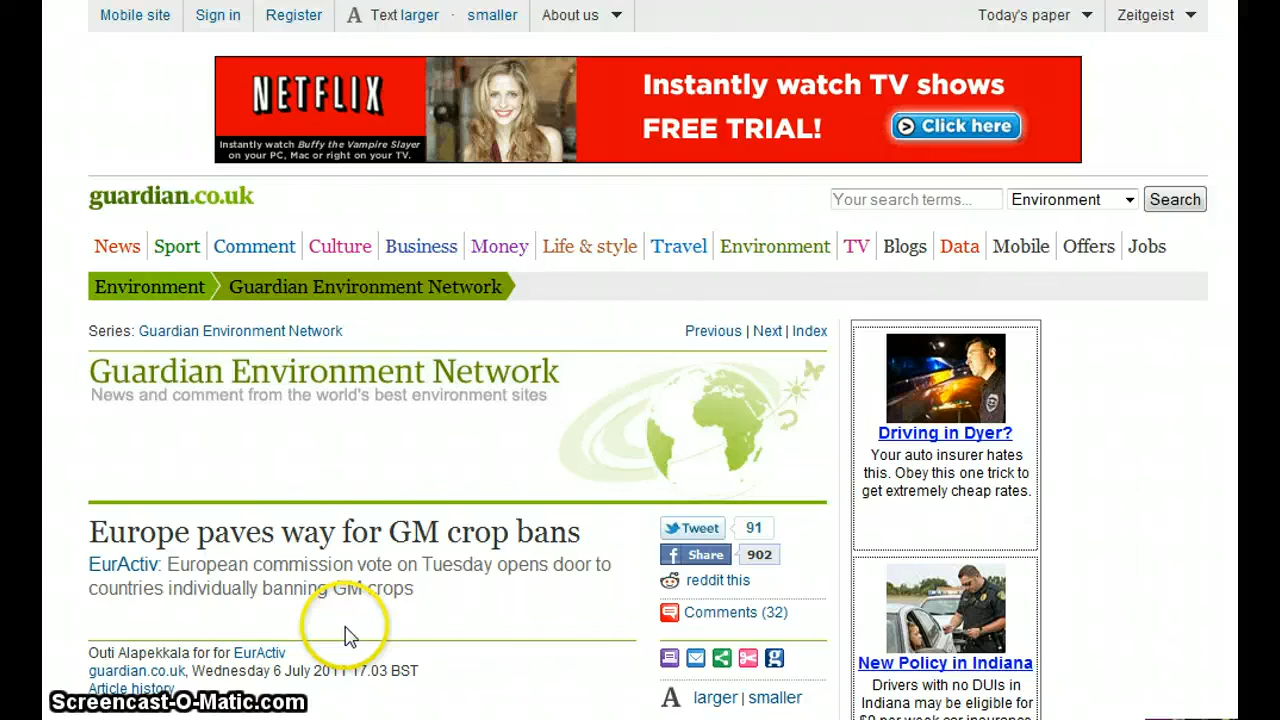 Mobile site Sign in Register A Text larger · smaller About us Today's paper Zeitgeist
NETFLIX
Instantly watch Buffy the Vampire Slayer
on your PC, Mac or right on your TV.
Instantly watch TV shows
FREE TRIAL!
Click here
guardian.co.uk
Your search terms... Environment Search
News Sport Comment Culture Business Money Life & style Travel Environment TV Blogs Data Mobile Offers Jobs
Environment Guardian Environment Network
Series: Guardian Environment Network Previous | Next | Index
Guardian Environment Network
News and comment from the world's best environment sites
Europe paves way for GM crop bans
EurActiv: European commission vote on Tuesday opens door to
countries individually banning GM crops
Outi Alapekkala for for EurActiv
guardian.co.uk, Wednesday 6 July 2011 17.03 BST
Article history
Tweet 91
f Share 902
reddit this
Comments (32)
g
A larger | smaller
Driving in Dyer?
Your auto insurer hates
this. Obey this one trick to
get extremely cheap rates.
New Policy in Indiana
Drivers with no DUIs in
Indiana may be eligible for
Screencast-O-Matic.com